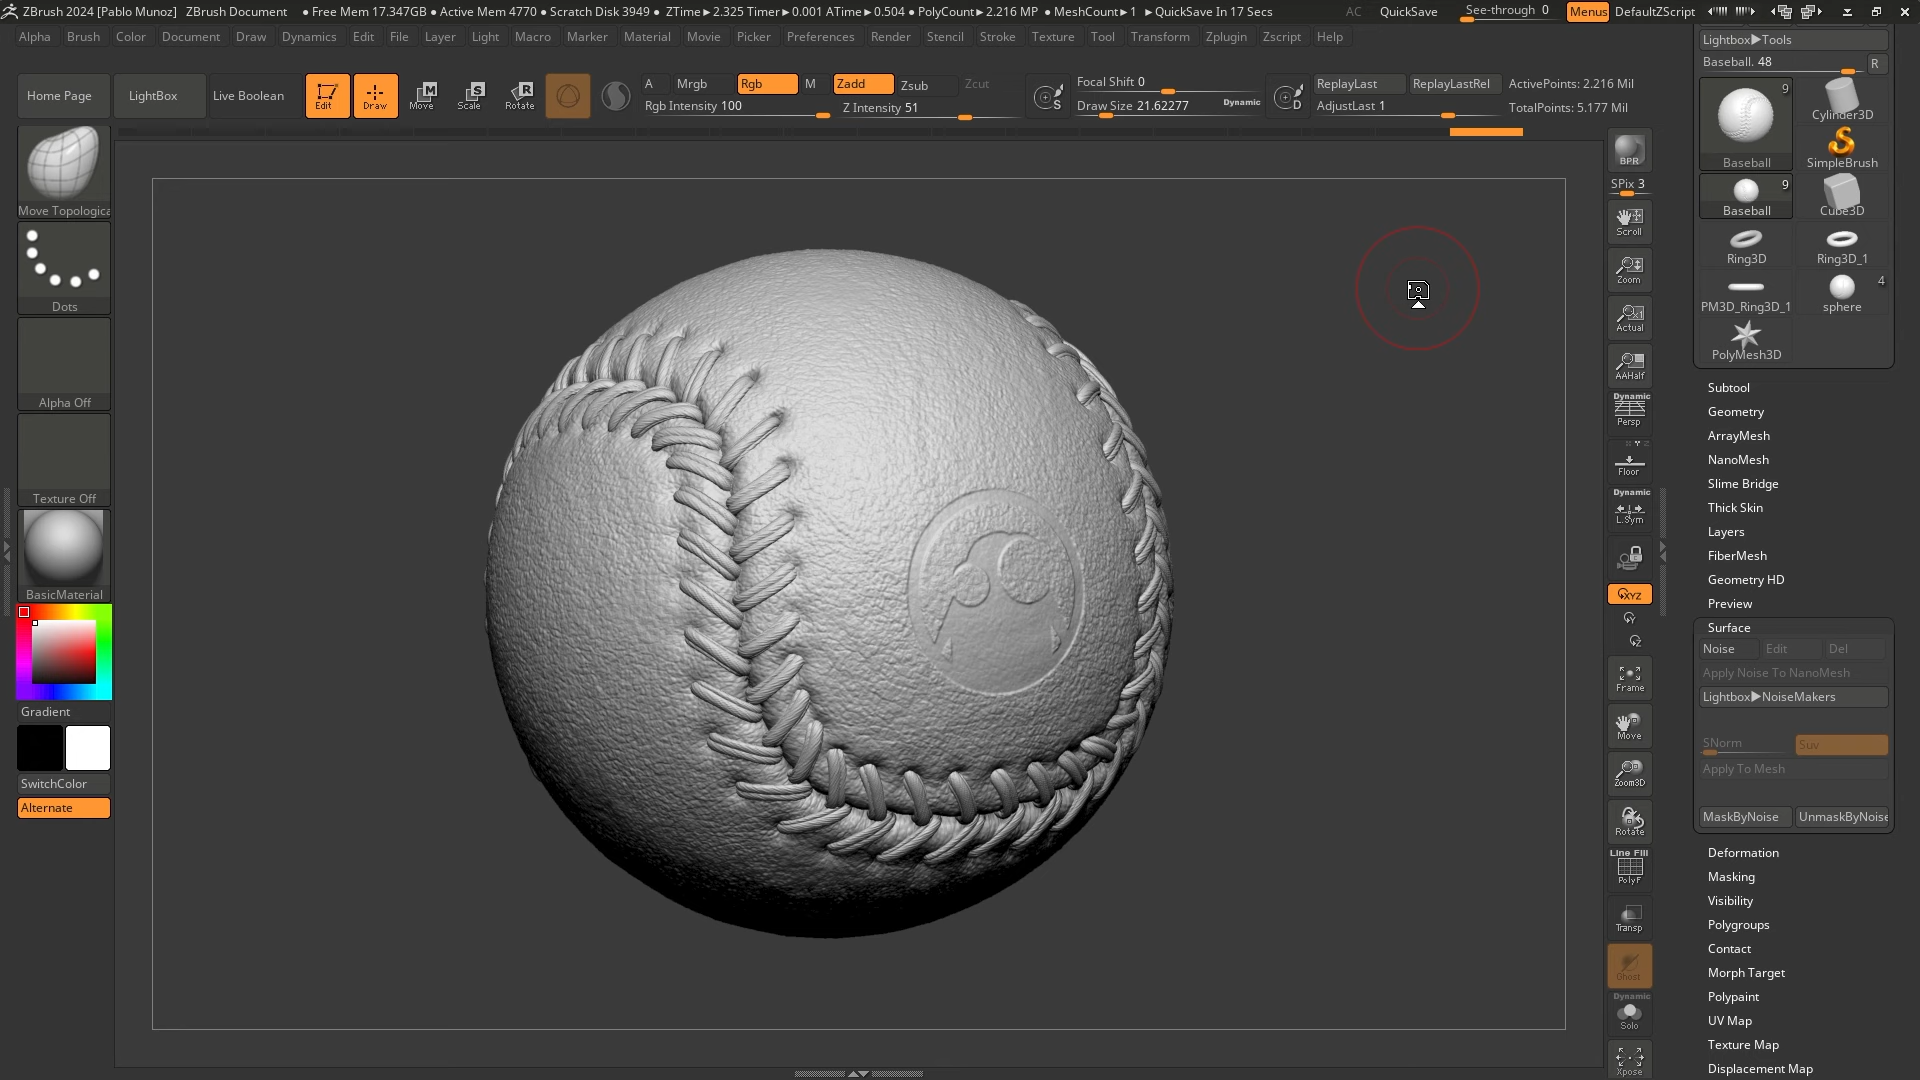 ZBrush 2024 [Pablo Munoz] ZBrush Document ● Free Mem 17.347GB ● Active Mem 4770 ● Scratch Disk 3949 ● ZTime►2.325 Timer►0.001 ATime►0.504 ● PolyCount►2.216 MP ● MeshCount►1 ►QuickSave In 17 Secs AC QuickSave See-through 0 Menus DefaultZScript
Alpha Brush Color Document Draw Dynamics Edit File Layer Light Macro Marker Material Movie Picker Preferences Render Stencil Stroke Texture Tool Transform Zplugin Zscript Help
Home Page LightBox Live Boolean Edit Draw Move Scale Rotate
A Mrgb Rgb M Zadd Zsub Zcut
Rgb Intensity 100 Z Intensity 51
Focal Shift 0
Draw Size 21.62277 Dynamic
ReplayLast ReplayLastRel ActivePoints: 2.216 Mil
AdjustLast 1 TotalPoints: 5.177 Mil
Move Topologica
Dots
Alpha Off
Texture Off
BasicMaterial
Gradient
SwitchColor
Alternate
BPR
SPix 3
Scroll
Zoom
Actual
AAHalf
Dynamic
Persp
Floor
Dynamic
L.Sym
XYZ
Frame
Move
Zoom3D
Rotate
Line Fill
PolyF
Transp
Ghost
Dynamic
Solo
Xpose
Lightbox►Tools
Baseball. 48 R
9
Baseball Cylinder3D
SimpleBrush
9
Baseball Cube3D
Ring3D Ring3D_1
4
PM3D_Ring3D_1 sphere
PolyMesh3D
Subtool
Geometry
ArrayMesh
NanoMesh
Slime Bridge
Thick Skin
Layers
FiberMesh
Geometry HD
Preview
Surface
Noise Edit Del
Apply Noise To NanoMesh
Lightbox►NoiseMakers
SNorm Suv
Apply To Mesh
MaskByNoise UnmaskByNoise
Deformation
Masking
Visibility
Polygroups
Contact
Morph Target
Polypaint
UV Map
Texture Map
Displacement Map